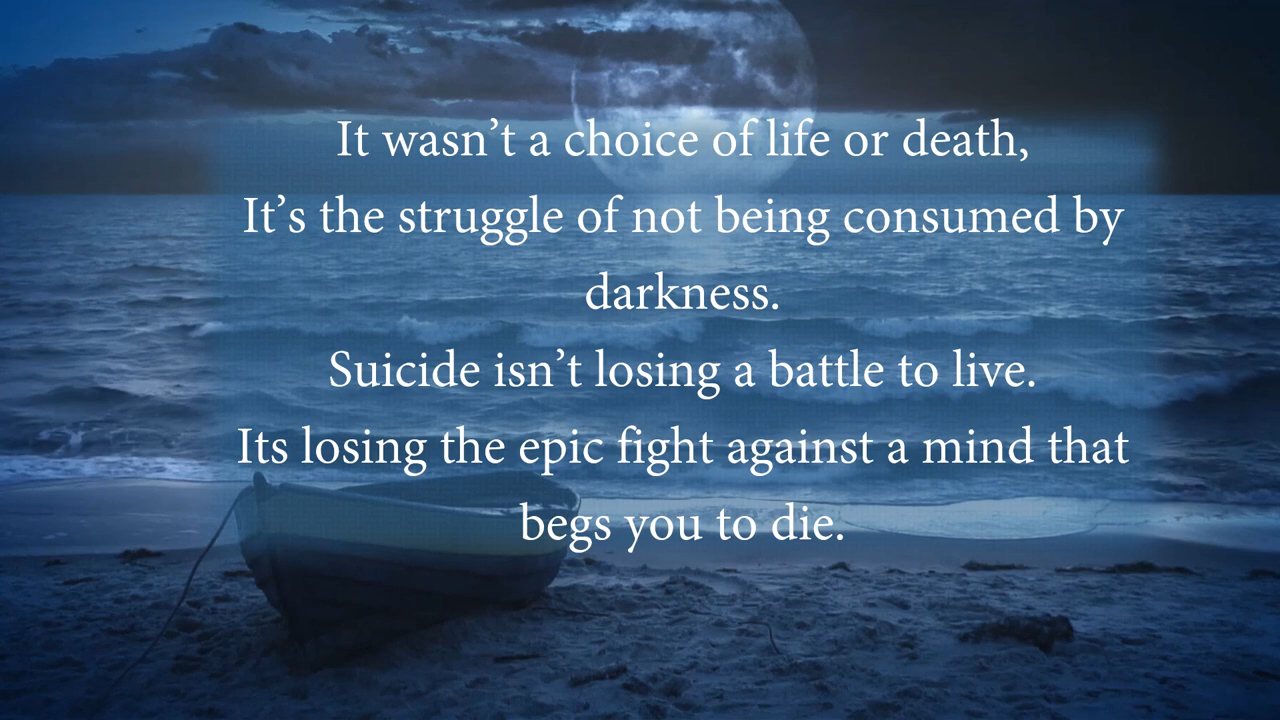 It wasn’t a choice of life or death,
It’s the struggle of not being consumed by
darkness.
Suicide isn’t losing a battle to live.
Its losing the epic fight against a mind that
begs you to die.